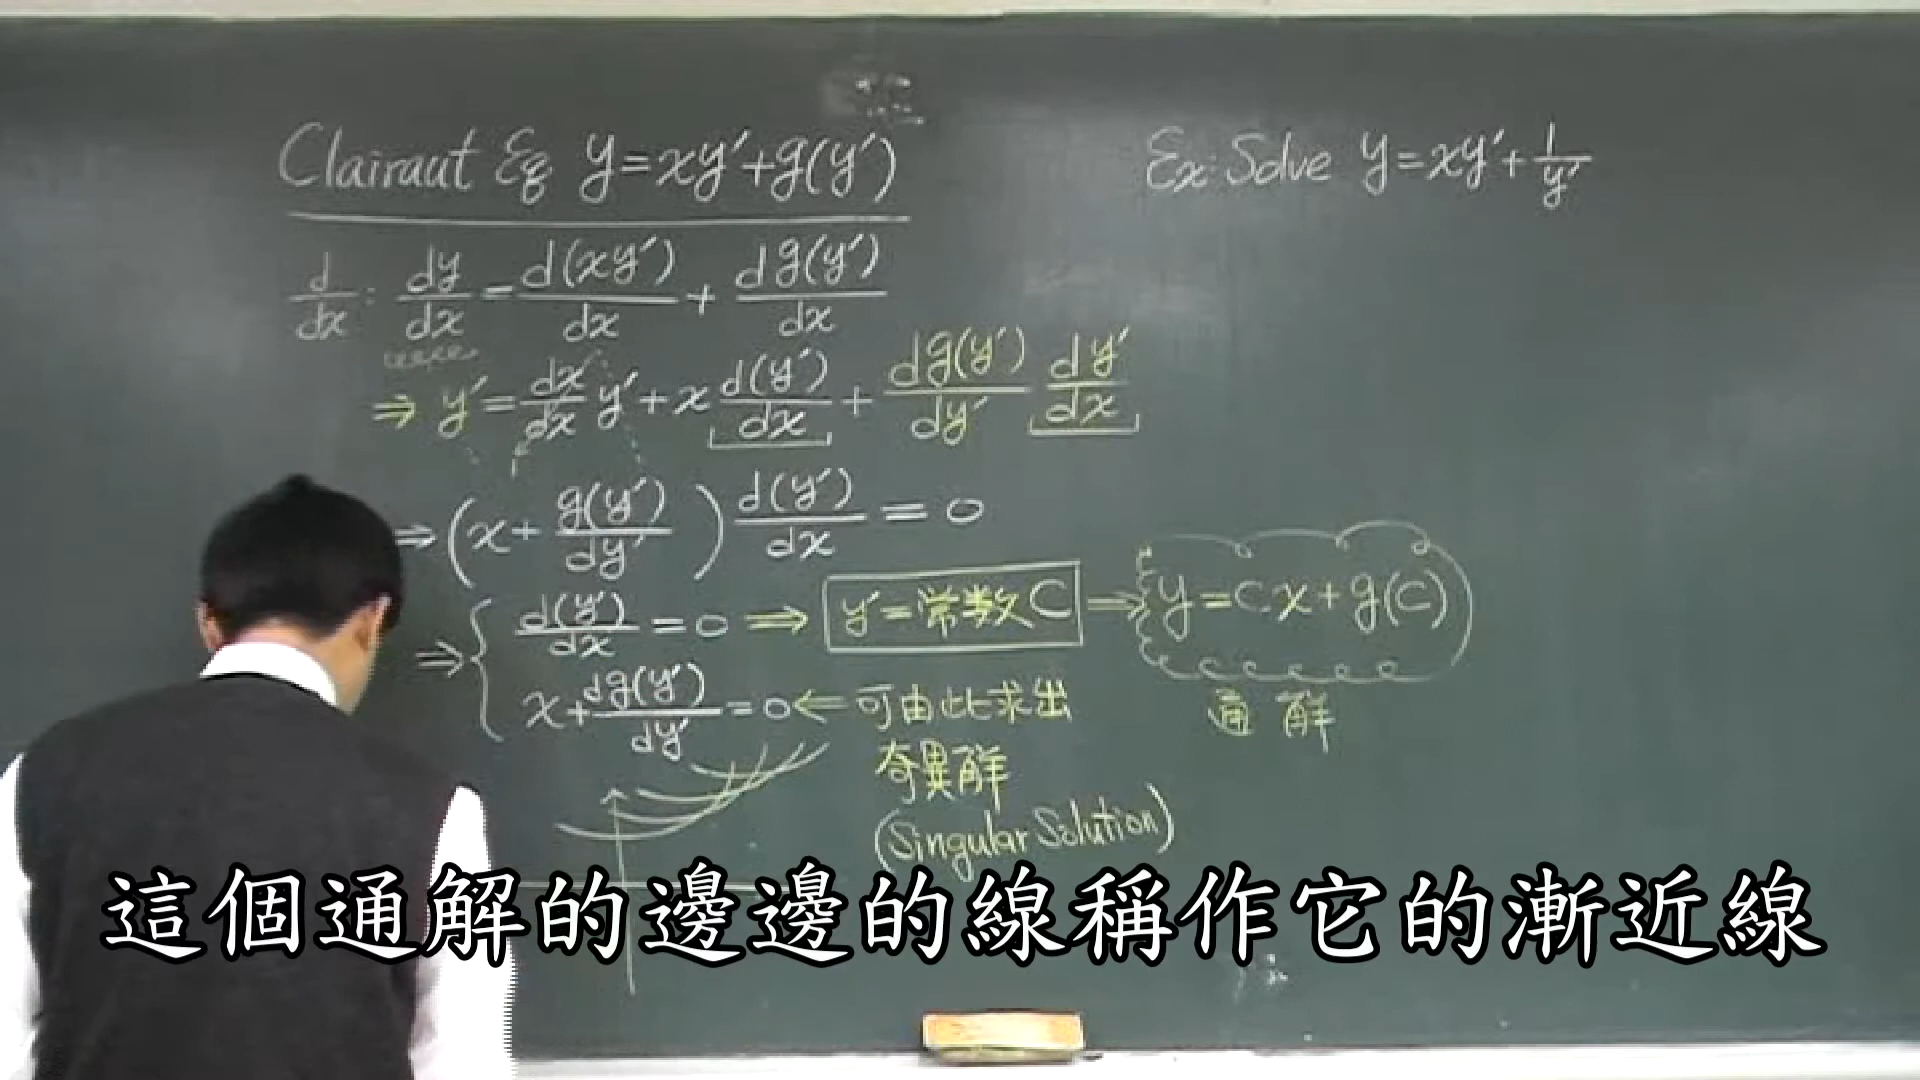 Clairaut Eq y=xy′+g(y′)
d/dx: dy/dx = d(xy′)/dx + dg(y′)/dx
⇒ y′ = dx/dx y′ + x d(y′)/dx + dg(y′)/dy′ dy′/dx
⇒ (x + g(y′)/dy′) d(y′)/dx = 0
⇒ { d(y′)/dx = 0 ⇒ y′=常数C ⇒ y=Cx+g(C)
x + dg(y′)/dy′ = 0 ⇐ 可由此求出
奇異解
(Singular Solution)
通解
Ex: Solve y=xy′+1/y′
這個通解的邊邊的線稱作它的漸近線